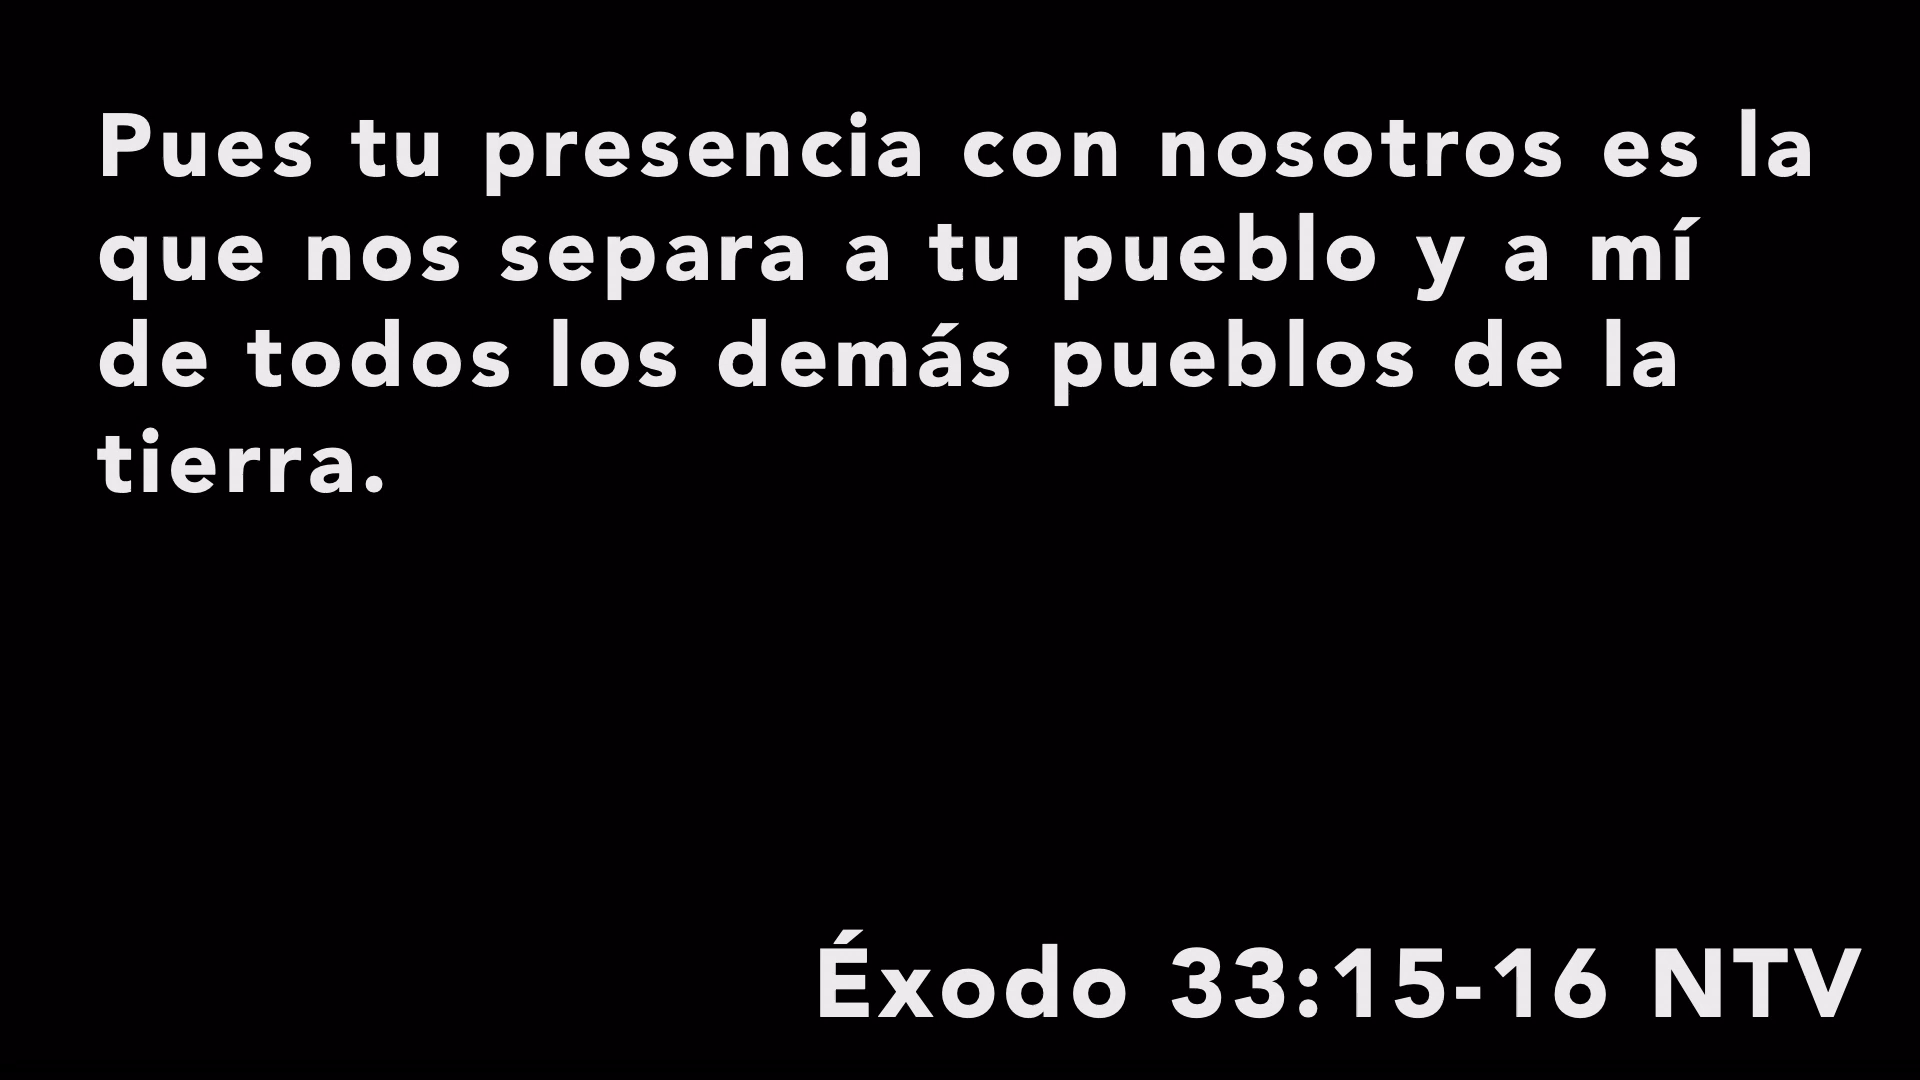 Pues tu presencia con nosotros es la
que nos separa a tu pueblo y a mí
de todos los demás pueblos de la
tierra.
Éxodo 33:15-16 NTV